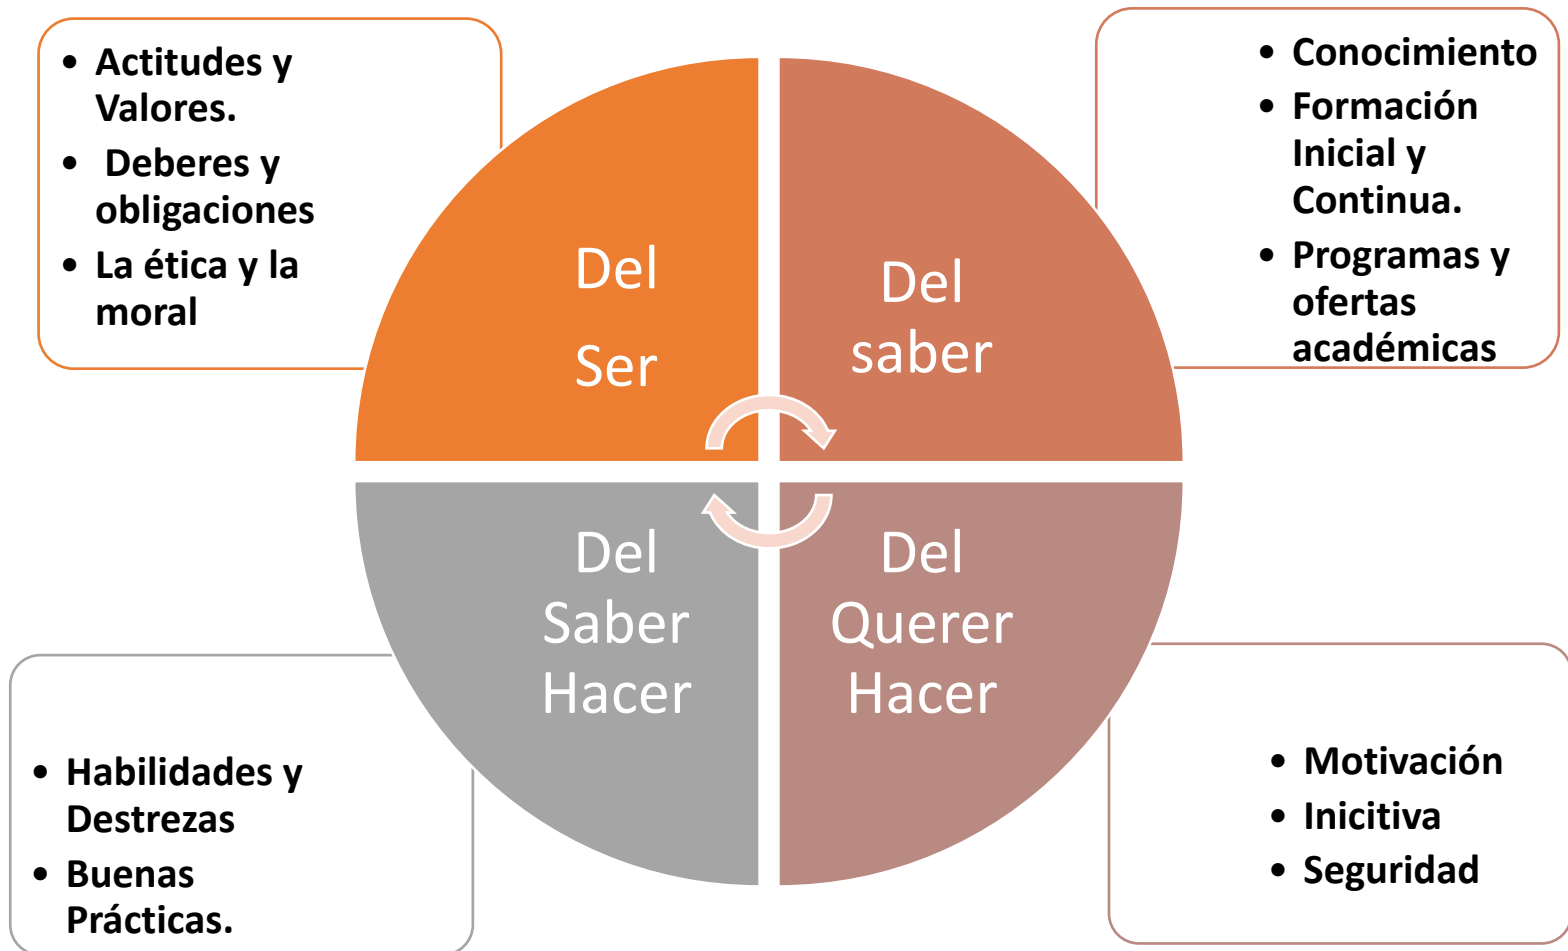 • Actitudes y
Valores.
• Deberes y
obligaciones
• La ética y la
moral
Del
Ser
Del
saber
• Conocimiento
• Formación
Inicial y
Continua.
• Programas y
ofertas
académicas
Del
Saber
Hacer
Del
Querer
Hacer
• Habilidades y
Destrezas
• Buenas
Prácticas.
• Motivación
• Inicitiva
• Seguridad